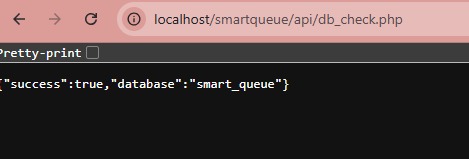 localhost/smartqueue/api/db_check.php
Pretty-print
{"success":true,"database":"smart_queue"}